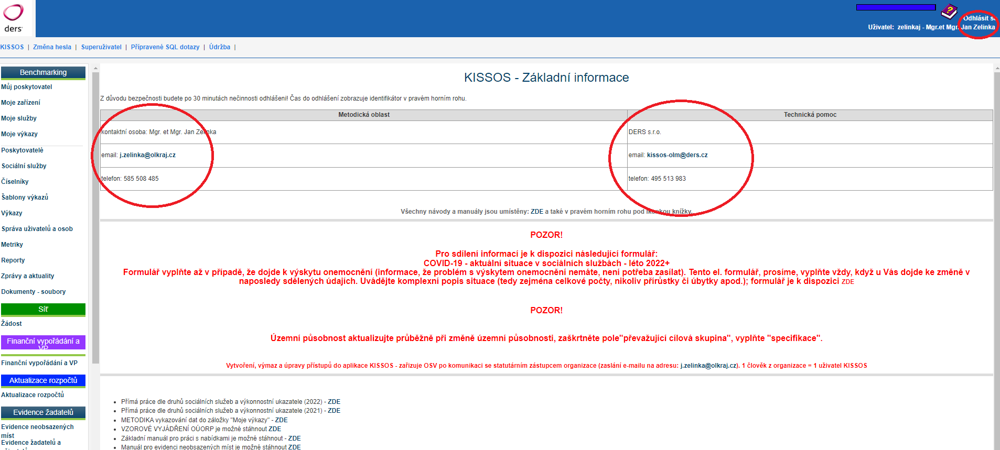 ders
Odhlásit se
Uživatel: zelinkaj - Mgr.et Mgr. Jan Zelinka
KISSOS | Změna hesla | Superuživatel | Přípravené SQL dotazy | Údržba |
Benchmarking
Můj poskytovatel
Moje zařízení
Moje služby
Moje výkazy
Poskytovatelé
Sociální služby
Číselníky
Šablony výkazů
Výkazy
Správa uživatelů a osob
Metriky
Reporty
Zprávy a aktuality
Dokumenty - soubory
Síť
Žádost
Finanční vypořádání a
VP
Finanční vypořádání a VP
Aktualizace rozpočtů
Aktualizace rozpočtů
Evidence žadatelů
Evidence neobsazených
míst
Evidence žadatelů a
KISSOS - Základní informace
Z důvodu bezpečnosti budete po 30 minutách nečinnosti odhlášeni! Čas do odhlášení zobrazuje identifikátor v pravém horním rohu.
Metodická oblast
Technická pomoc
kontaktní osoba: Mgr. et Mgr. Jan Zelinka
DERS s.r.o.
email: j.zelinka@olkraj.cz
email: kissos-olm@ders.cz
telefon: 585 508 485
telefon: 495 513 983
Všechny návody a manuály jsou umístěny: ZDE a také v pravém horním rohu pod ikonkou knížky.
POZOR!
Pro sdílení informací je k dispozici následující formulář:
COVID-19 - aktuální situace v sociálních službách - léto 2022+
Formulář vyplňte až v případě, že dojde k výskytu onemocnění (informace, že problém s výskytem onemocnění nemáte, není potřeba zasílat). Tento el. formulář, prosíme, vyplňte vždy, když u Vás dojde ke změně v
naposledy sdělených údajích. Uvádějte komplexní popis situace (tedy zejména celkové počty, nikoliv přírůstky či úbytky apod.); formulář je k dispozici ZDE
POZOR!
Územní působnost aktualizujte průběžně při změně územní působnosti, zaškrtněte pole"převažující cílová skupina", vyplňte "specifikace".
Vytvoření, výmaz a úpravy přístupů do aplikace KISSOS - zařizuje OSV po komunikaci se statutárním zástupcem organizace (zaslání e-mailu na adresu: j.zelinka@olkraj.cz). 1 člověk z organizace = 1 uživatel KISSOS
Přímá práce dle druhů sociálních služeb a výkonnostní ukazatele (2022) - ZDE
Přímá práce dle druhů sociálních služeb a výkonnostní ukazatele (2021) - ZDE
METODIKA vykazování dat do záložky "Moje výkazy" - ZDE
VZOROVÉ VYJÁDŘENÍ OÚORP je možné stáhnout ZDE
Základní manuál pro práci s nabídkami je možné stáhnout - ZDE
Manuál pro evidenci neobsazených míst je možné stáhnout ZDE